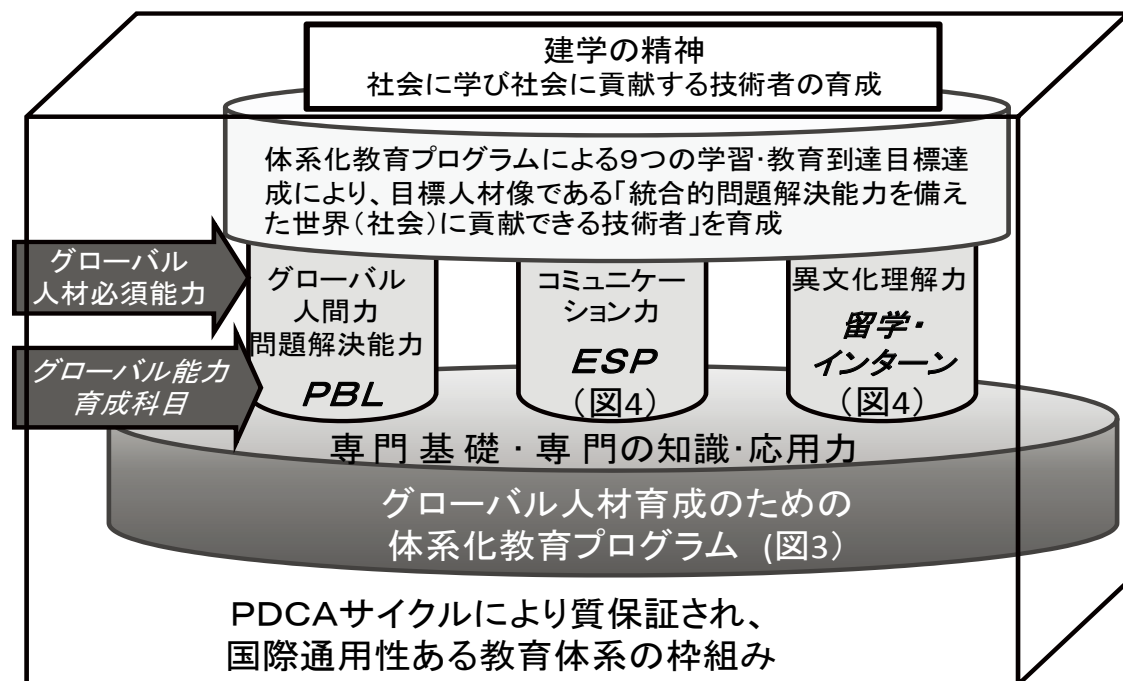 建学の精神
社会に学び社会に貢献する技術者の育成
体系化教育プログラムによる9つの学習・教育到達目標達
成により、目標人材像である「統合的問題解決能力を備え
た世界(社会)に貢献できる技術者」を育成
グローバル
人材必須能力
グローバル
人間力
問題解決能力
PBL
コミュニケー
ション力
ESP
(図4)
異文化理解力
留学・
インターン
(図4)
グローバル能力
育成科目
専門基礎・専門の知識・応用力
グローバル人材育成のための
体系化教育プログラム (図3)
PDCAサイクルにより質保証され、
国際通用性ある教育体系の枠組み